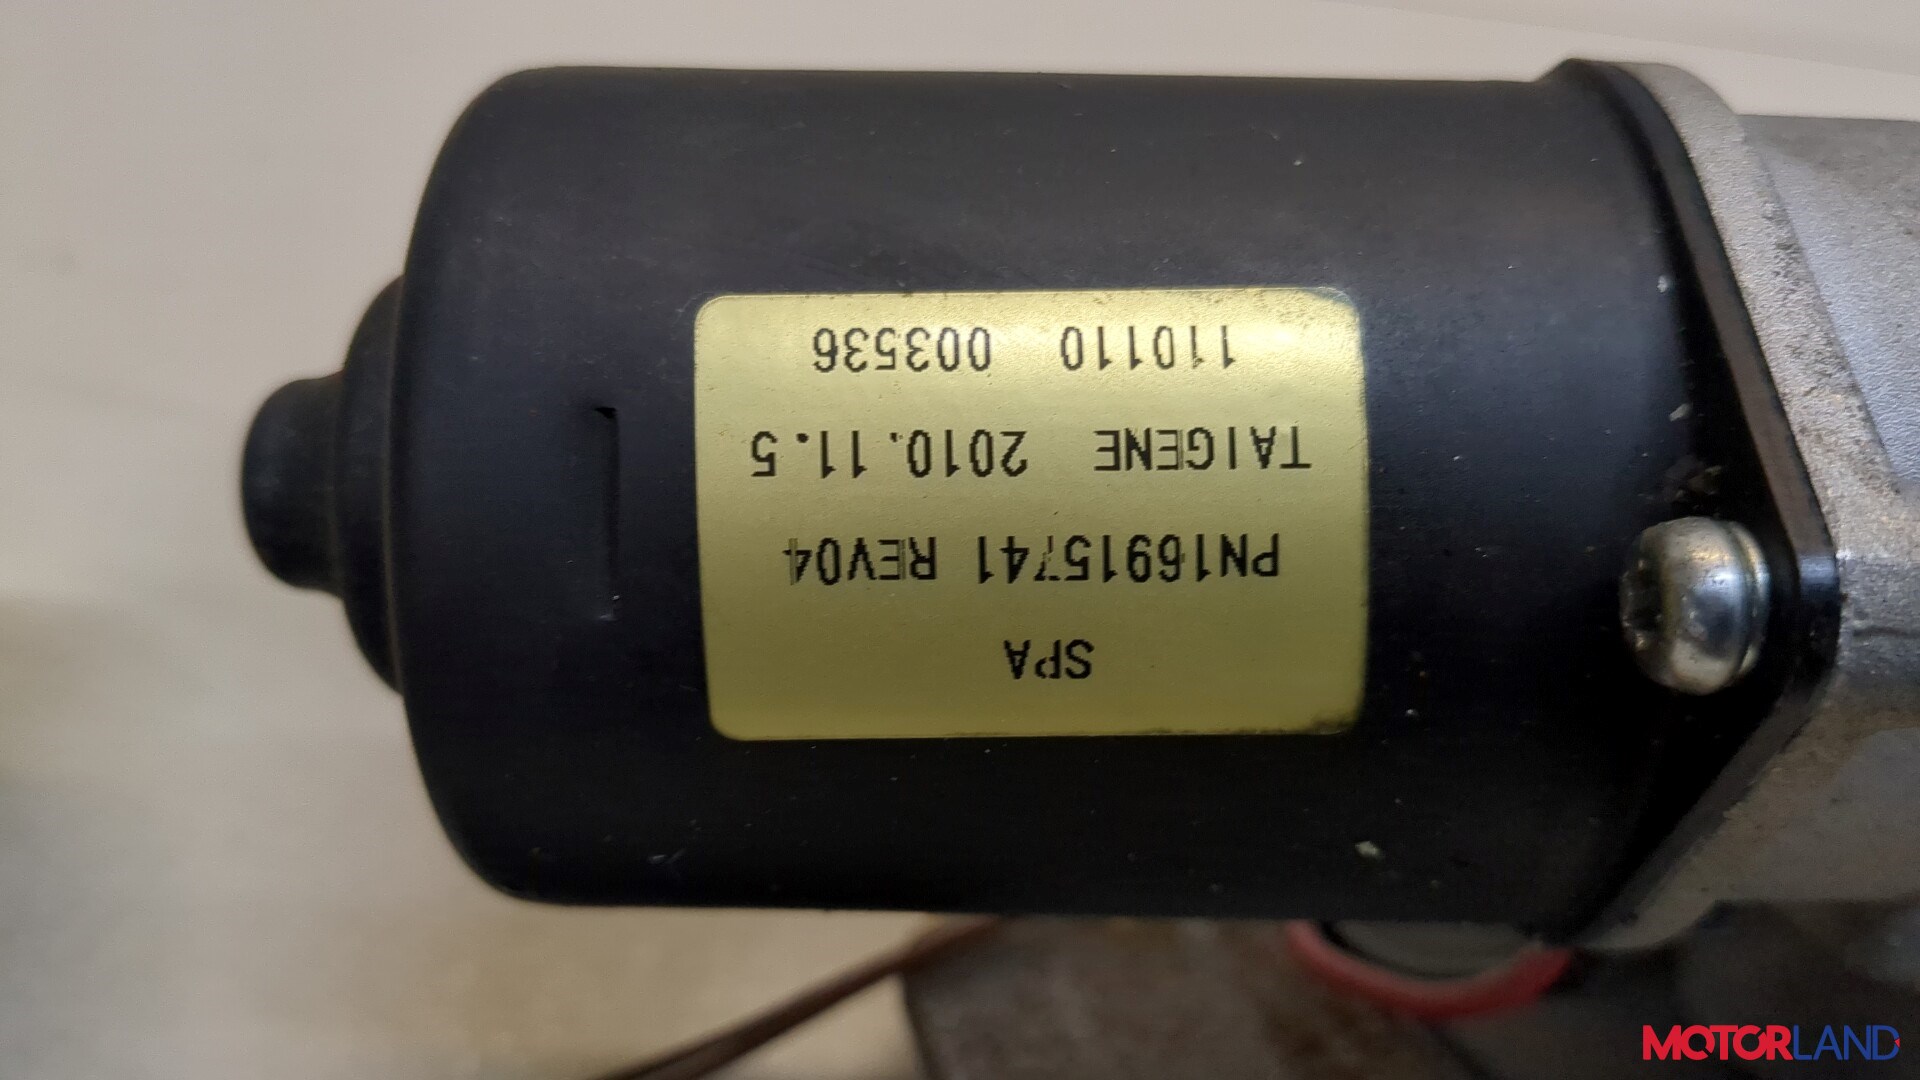 SPA
PN16915741 REV04
TAIGENE 2010.11.5
110110 003536
MOTORLAND